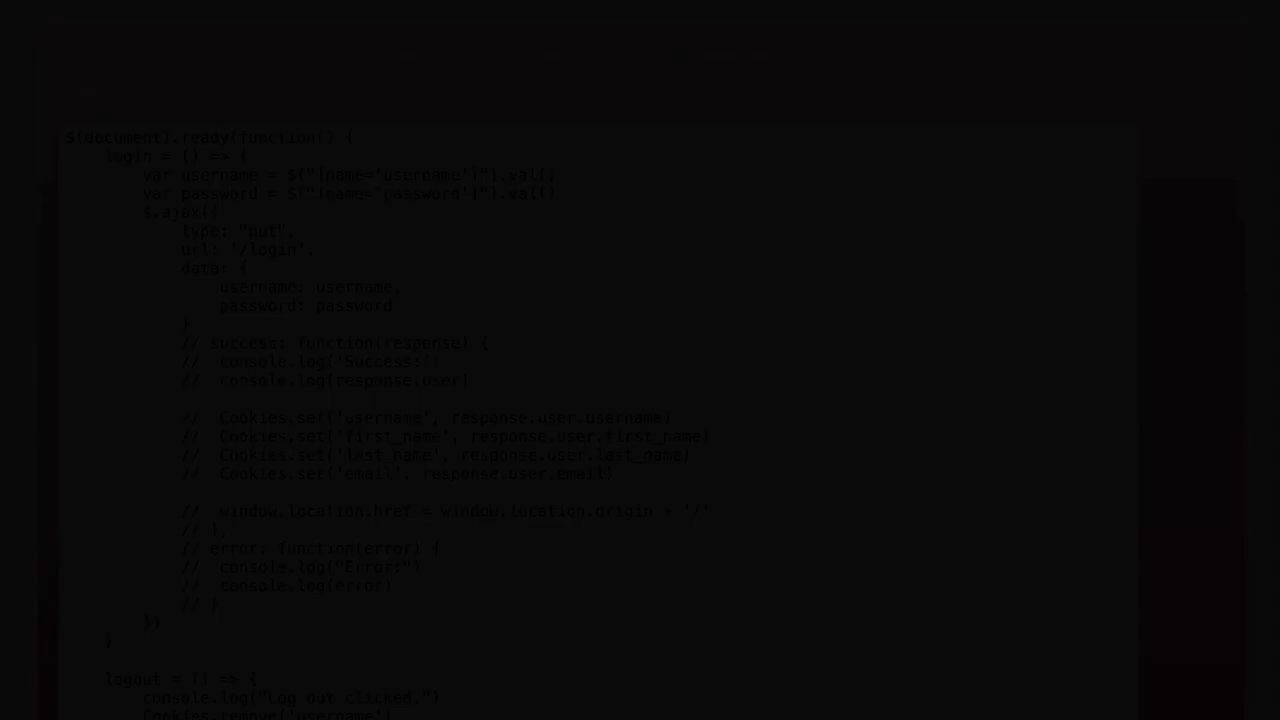 $(document).ready(function() {
login = () => {
var username = $("[name='username']").val()
var password = $("[name='password']").val()
$.ajax({
type: "put",
url: '/login',
data: {
username: username,
password: password
}
// success: function(response) {
// console.log('Success:')
// console.log(response.user)
// Cookies.set('username', response.user.username)
// Cookies.set('first_name', response.user.first_name)
// Cookies.set('last_name', response.user.last_name)
// Cookies.set('email', response.user.email)
// window.location.href = window.location.origin + '/'
// },
// error: function(error) {
// console.log("Error:")
// console.log(error)
// }
})
}
logout = () => {
console.log("Log out clicked.")
Cookies.remove('username')